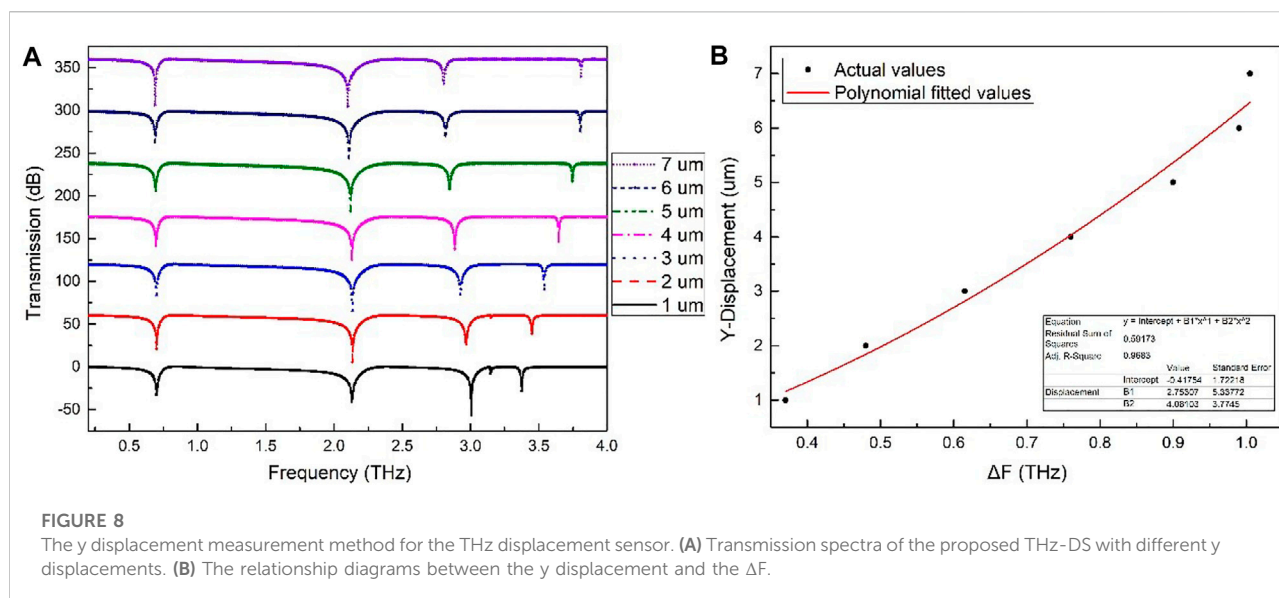 A
350
300
250
200
150
100
50
0
-50
Transmission (dB)
0.5 1.0 1.5 2.0 2.5 3.0 3.5 4.0
Frequency (THz)
7 um
6 um
5 um
4 um
3 um
2 um
1 um
B
Actual values
Polynomial fitted values
7
6
5
4
3
2
1
Y-Displacement (um)
0.4 0.5 0.6 0.7 0.8 0.9 1.0
ΔF (THz)
Equation y = Intercept + B1*x^1 + B2*x^2
Residual Sum of Squares 0.59173
Adj. R-Square 0.9683
Value Standard Error
Intercept -0.41754 1.72218
Displacement B1 2.75307 5.33772
B2 4.08103 3.7745
FIGURE 8
The y displacement measurement method for the THz displacement sensor. (A) Transmission spectra of the proposed THz-DS with different y
displacements. (B) The relationship diagrams between the y displacement and the ΔF.